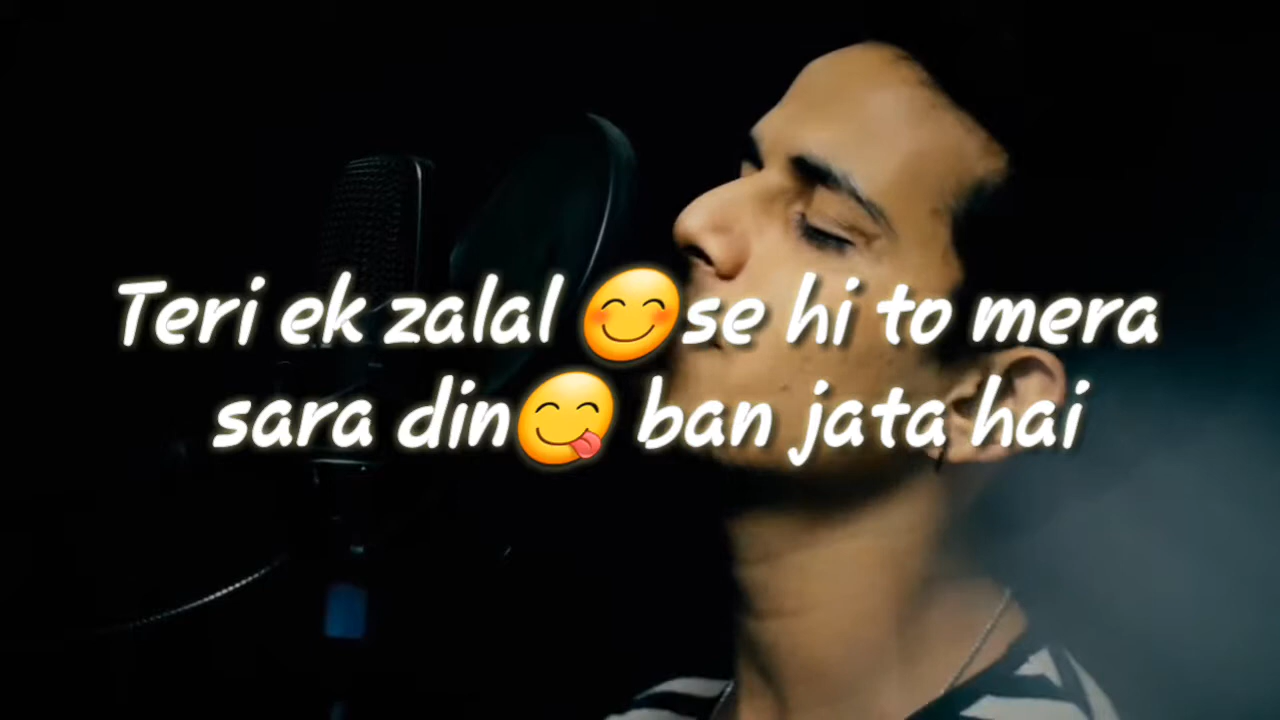 Teri ek zalal 😊se hi to mera
sara din😋 ban jata hai